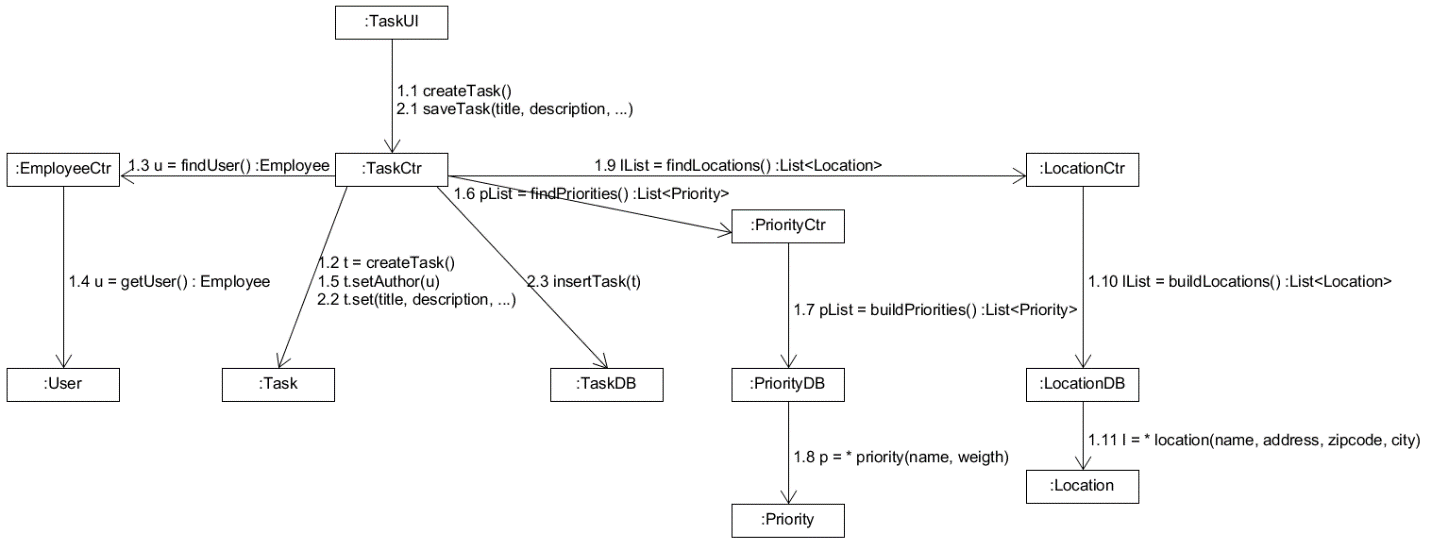 :TaskUI
1.1 createTask()
2.1 saveTask(title, description, ...)
:EmployeeCtr
1.3 u = findUser() :Employee
:TaskCtr
1.9 lList = findLocations() :List<Location>
:LocationCtr
1.6 pList = findPriorities() :List<Priority>
:PriorityCtr
1.4 u = getUser() : Employee
1.2 t = createTask()
1.5 t.setAuthor(u)
2.2 t.set(title, description, ...)
2.3 insertTask(t)
1.7 pList = buildPriorities() :List<Priority>
1.10 lList = buildLocations() :List<Location>
:User
:Task
:TaskDB
:PriorityDB
:LocationDB
1.8 p = * priority(name, weigth)
1.11 l = * location(name, address, zipcode, city)
:Location
:Priority